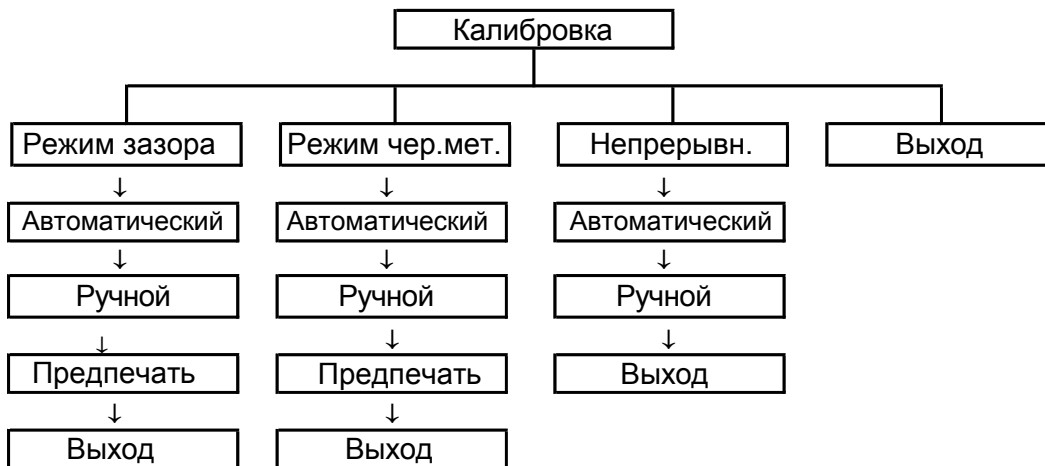 Калибровка
Режим зазора
Режим чер.мет.
Непрерывн.
Выход
Автоматический
Автоматический
Автоматический
Ручной
Ручной
Ручной
Предпечать
Предпечать
Выход
Выход
Выход